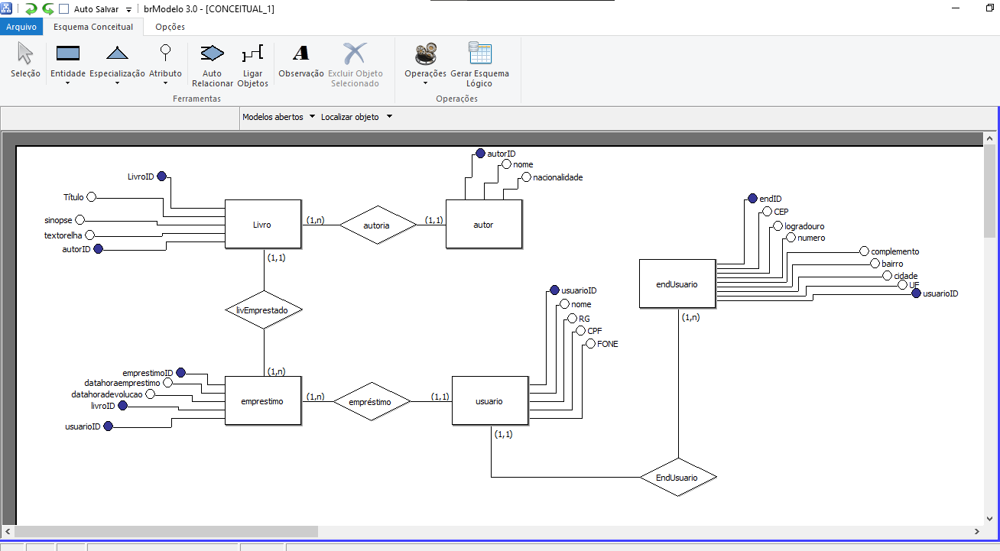 Auto Salvar
brModelo 3.0 - [CONCEITUAL_1]
Arquivo
Esquema Conceitual
Opções
Seleção
Entidade
Especialização
Atributo
Auto
Relacionar
Ligar
Objetos
Observação
Excluir Objeto
Selecionado
Operações
Gerar Esquema
Lógico
Ferramentas
Operações
Modelos abertos
Localizar objeto
autorID
nome
nacionalidade
LivroID
Título
sinopse
textorelha
autorID
Livro
(1,n)
autoria
(1,1)
autor
(1,1)
livEmprestado
(1,n)
endID
CEP
logradouro
numero
complemento
bairro
cidade
UF
usuarioID
endUsuario
(1,n)
usuarioID
nome
RG
CPF
FONE
emprestimoID
datahoraemprestimo
datahoradevolucao
livroID
usuarioID
emprestimo
(1,n)
empréstimo
(1,1)
usuario
(1,1)
EndUsuario